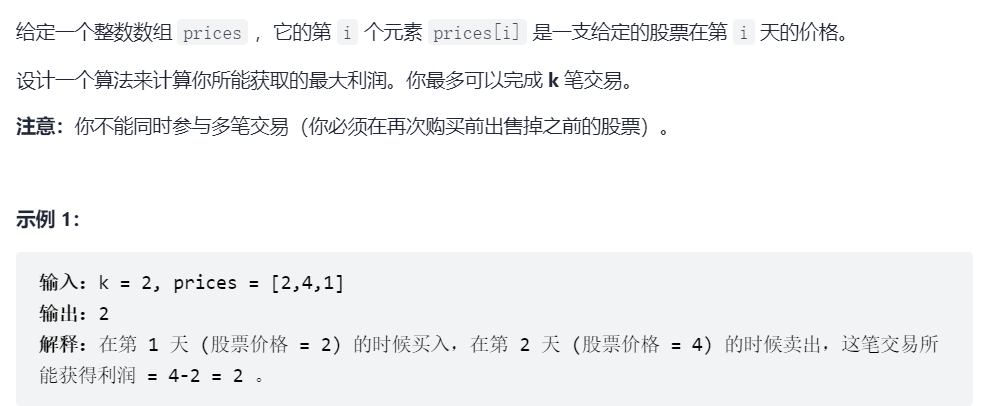 给定一个整数数组 prices ，它的第 i 个元素 prices[i] 是一支给定的股票在第 i 天的价格。
设计一个算法来计算你所能获取的最大利润。你最多可以完成 k 笔交易。
注意：你不能同时参与多笔交易（你必须在再次购买前出售掉之前的股票）。
示例 1：
输入：k = 2, prices = [2,4,1]
输出：2
解释：在第 1 天 (股票价格 = 2) 的时候买入，在第 2 天 (股票价格 = 4) 的时候卖出，这笔交易所
能获得利润 = 4-2 = 2 。